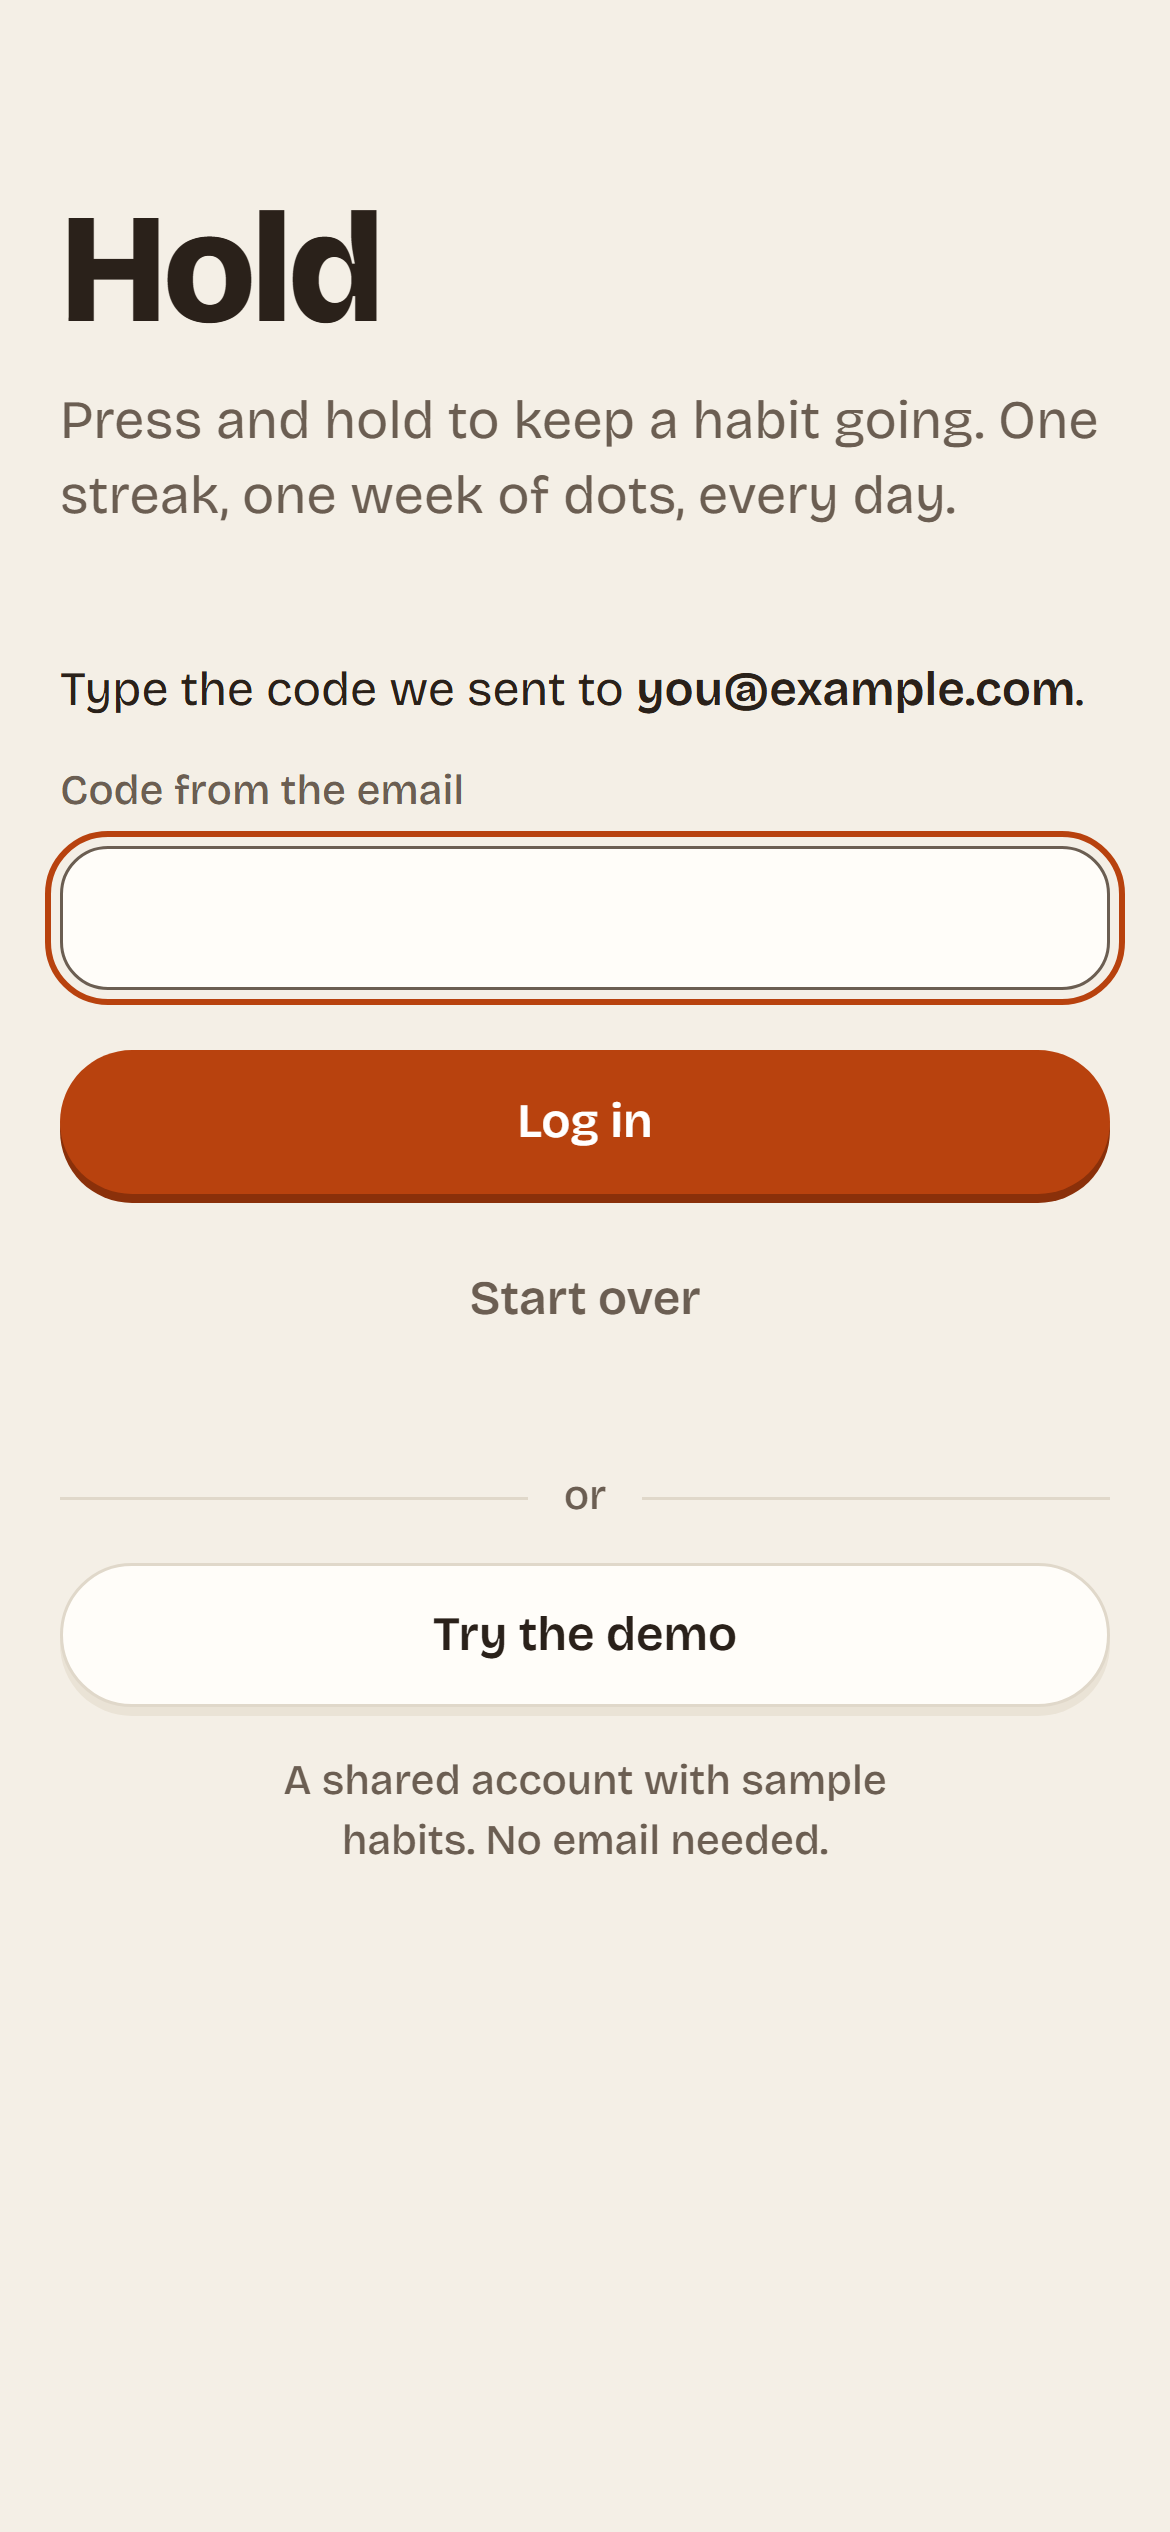 Hold
Press and hold to keep a habit going. One
streak, one week of dots, every day.
Type the code we sent to you@example.com.
Code from the email
Log in
Start over
or
Try the demo
A shared account with sample
habits. No email needed.